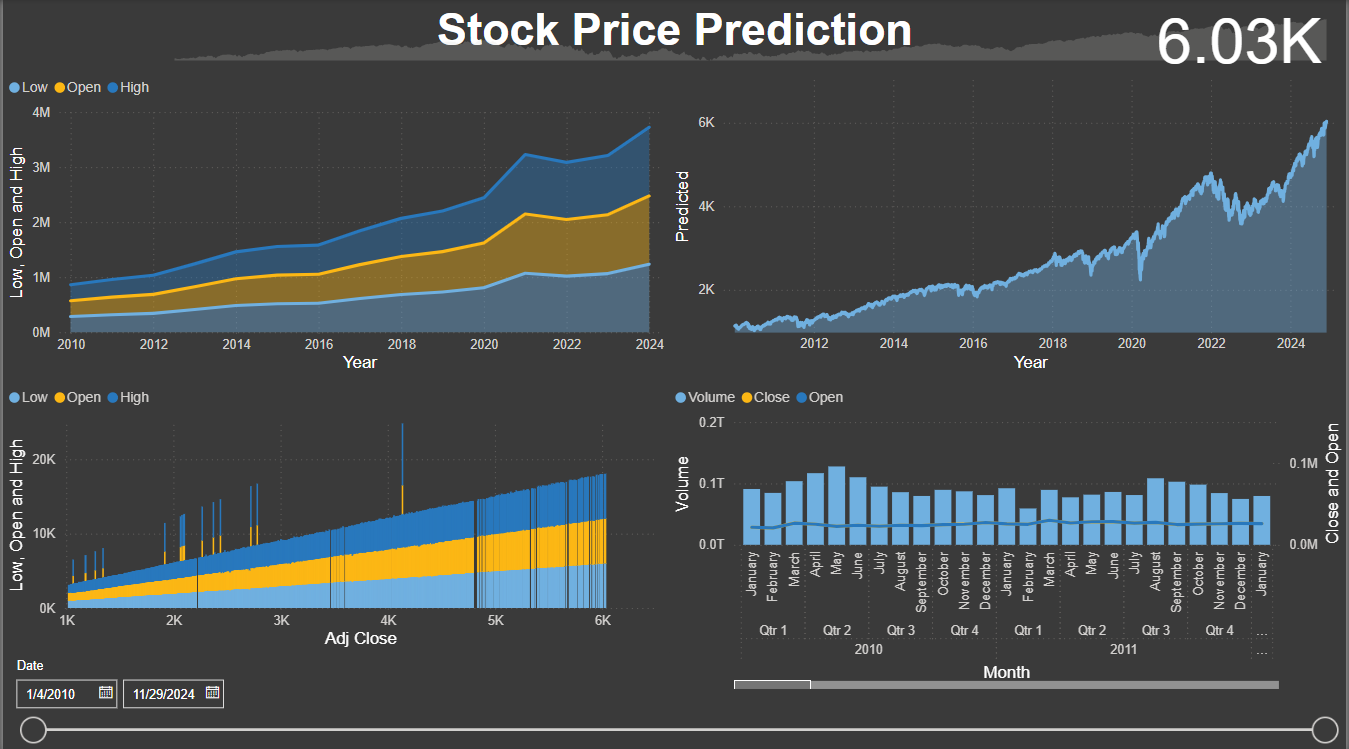 Stock Price Prediction
6.03K
Low Open High
Low, Open and High
4M
3M
2M
1M
0M
2010 2012 2014 2016 2018 2020 2022 2024
Year
Predicted
6K
4K
2K
2012 2014 2016 2018 2020 2022 2024
Year
Low Open High
Low, Open and High
20K
10K
0K
1K 2K 3K 4K 5K 6K
Adj Close
Volume Close Open
Volume
0.2T
0.1T
0.0T
0.1M
0.0M
Close and Open
January February March April May June July August September October November December January February March April May June July August September October November December January
Qtr 1 Qtr 2 Qtr 3 Qtr 4 Qtr 1 Qtr 2 Qtr 3 Qtr 4 ...
2010 2011 ...
Month
Date
1/4/2010 11/29/2024